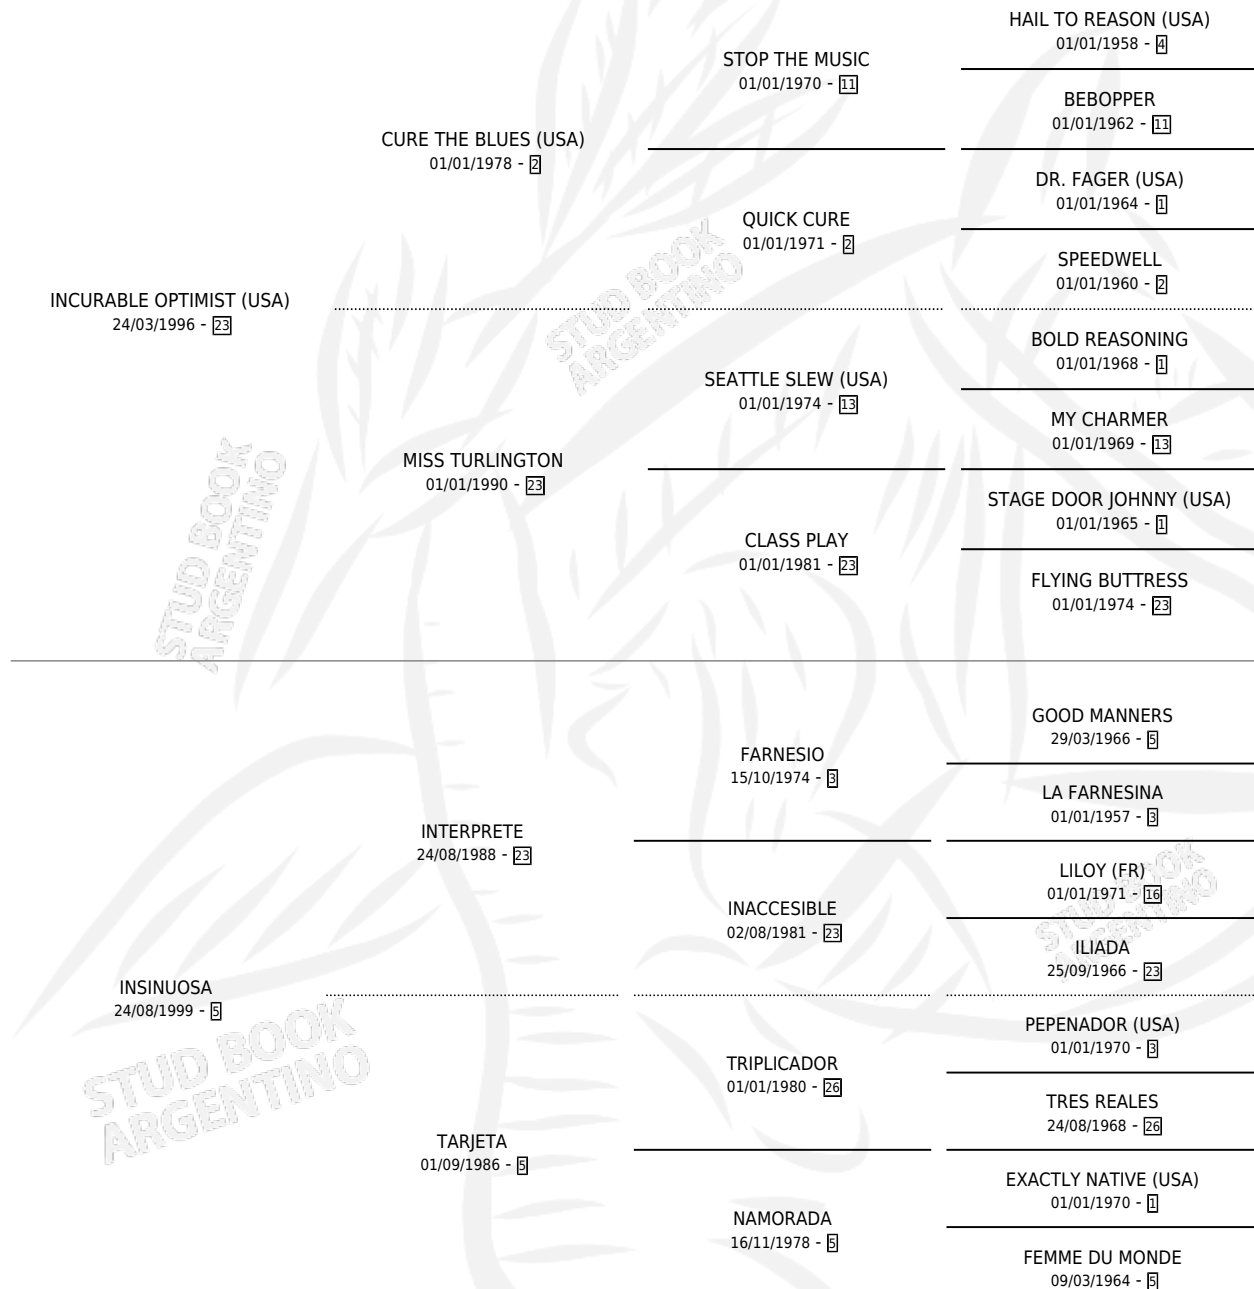 HAIL TO REASON (USA)
01/01/1958 - 4
STOP THE MUSIC
01/01/1970 - 11
BEBOPPER
01/01/1962 - 11
CURE THE BLUES (USA)
01/01/1978 - 2
DR. FAGER (USA)
01/01/1964 - 1
QUICK CURE
01/01/1971 - 2
SPEEDWELL
01/01/1960 - 2
INCURABLE OPTIMIST (USA)
24/03/1996 - 23
BOLD REASONING
01/01/1968 - 1
SEATTLE SLEW (USA)
01/01/1974 - 13
MY CHARMER
01/01/1969 - 13
MISS TURLINGTON
01/01/1990 - 23
STAGE DOOR JOHNNY (USA)
01/01/1965 - 1
CLASS PLAY
01/01/1981 - 23
FLYING BUTTRESS
01/01/1974 - 23
GOOD MANNERS
29/03/1966 - 5
FARNESIO
15/10/1974 - 3
LA FARNESINA
01/01/1957 - 3
INTERPRETE
24/08/1988 - 23
LILOY (FR)
01/01/1971 - 16
INACCESIBLE
02/08/1981 - 23
ILIADA
25/09/1966 - 23
INSINUOSA
24/08/1999 - 5
PEPENADOR (USA)
01/01/1970 - 3
TRIPLICADOR
01/01/1980 - 26
TRES REALES
24/08/1968 - 26
TARJETA
01/09/1986 - 5
EXACTLY NATIVE (USA)
01/01/1970 - 1
NAMORADA
16/11/1978 - 5
FEMME DU MONDE
09/03/1964 - 5
STUD BOOK
ARGENTINO
STUD BOOK
ARGENTINO
STUD BOOK
ARGENTINO
STUD BOOK
ARGENTINO